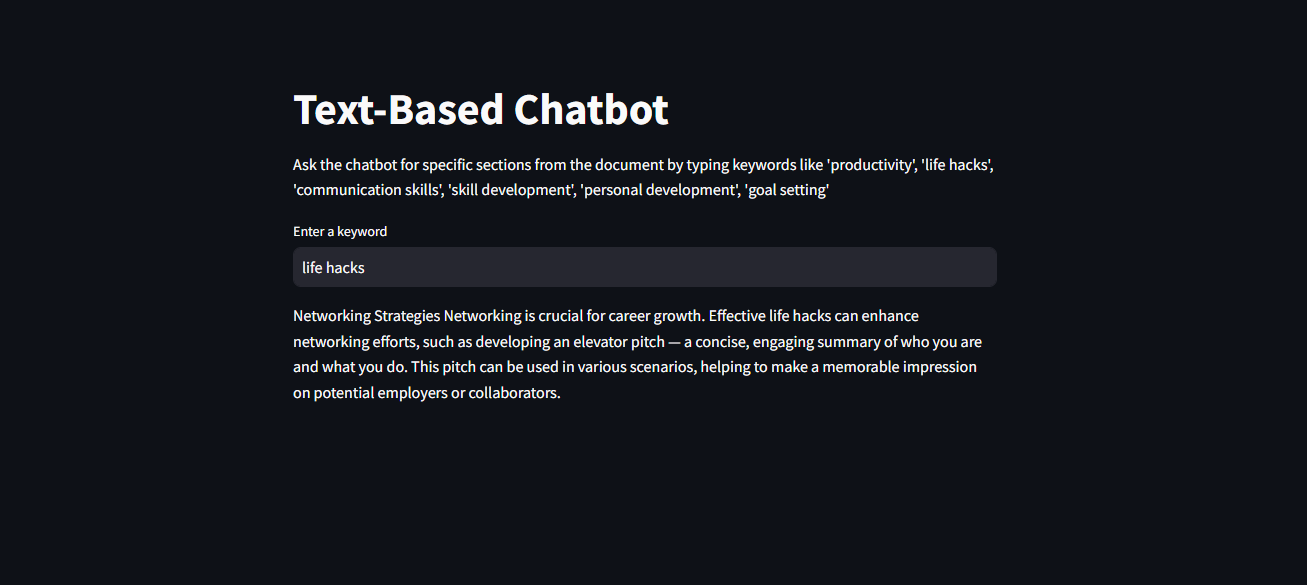 Text-Based Chatbot
Ask the chatbot for specific sections from the document by typing keywords like 'productivity', 'life hacks',
'communication skills', 'skill development', 'personal development', 'goal setting'
Enter a keyword
life hacks
Networking Strategies Networking is crucial for career growth. Effective life hacks can enhance
networking efforts, such as developing an elevator pitch — a concise, engaging summary of who you are
and what you do. This pitch can be used in various scenarios, helping to make a memorable impression
on potential employers or collaborators.